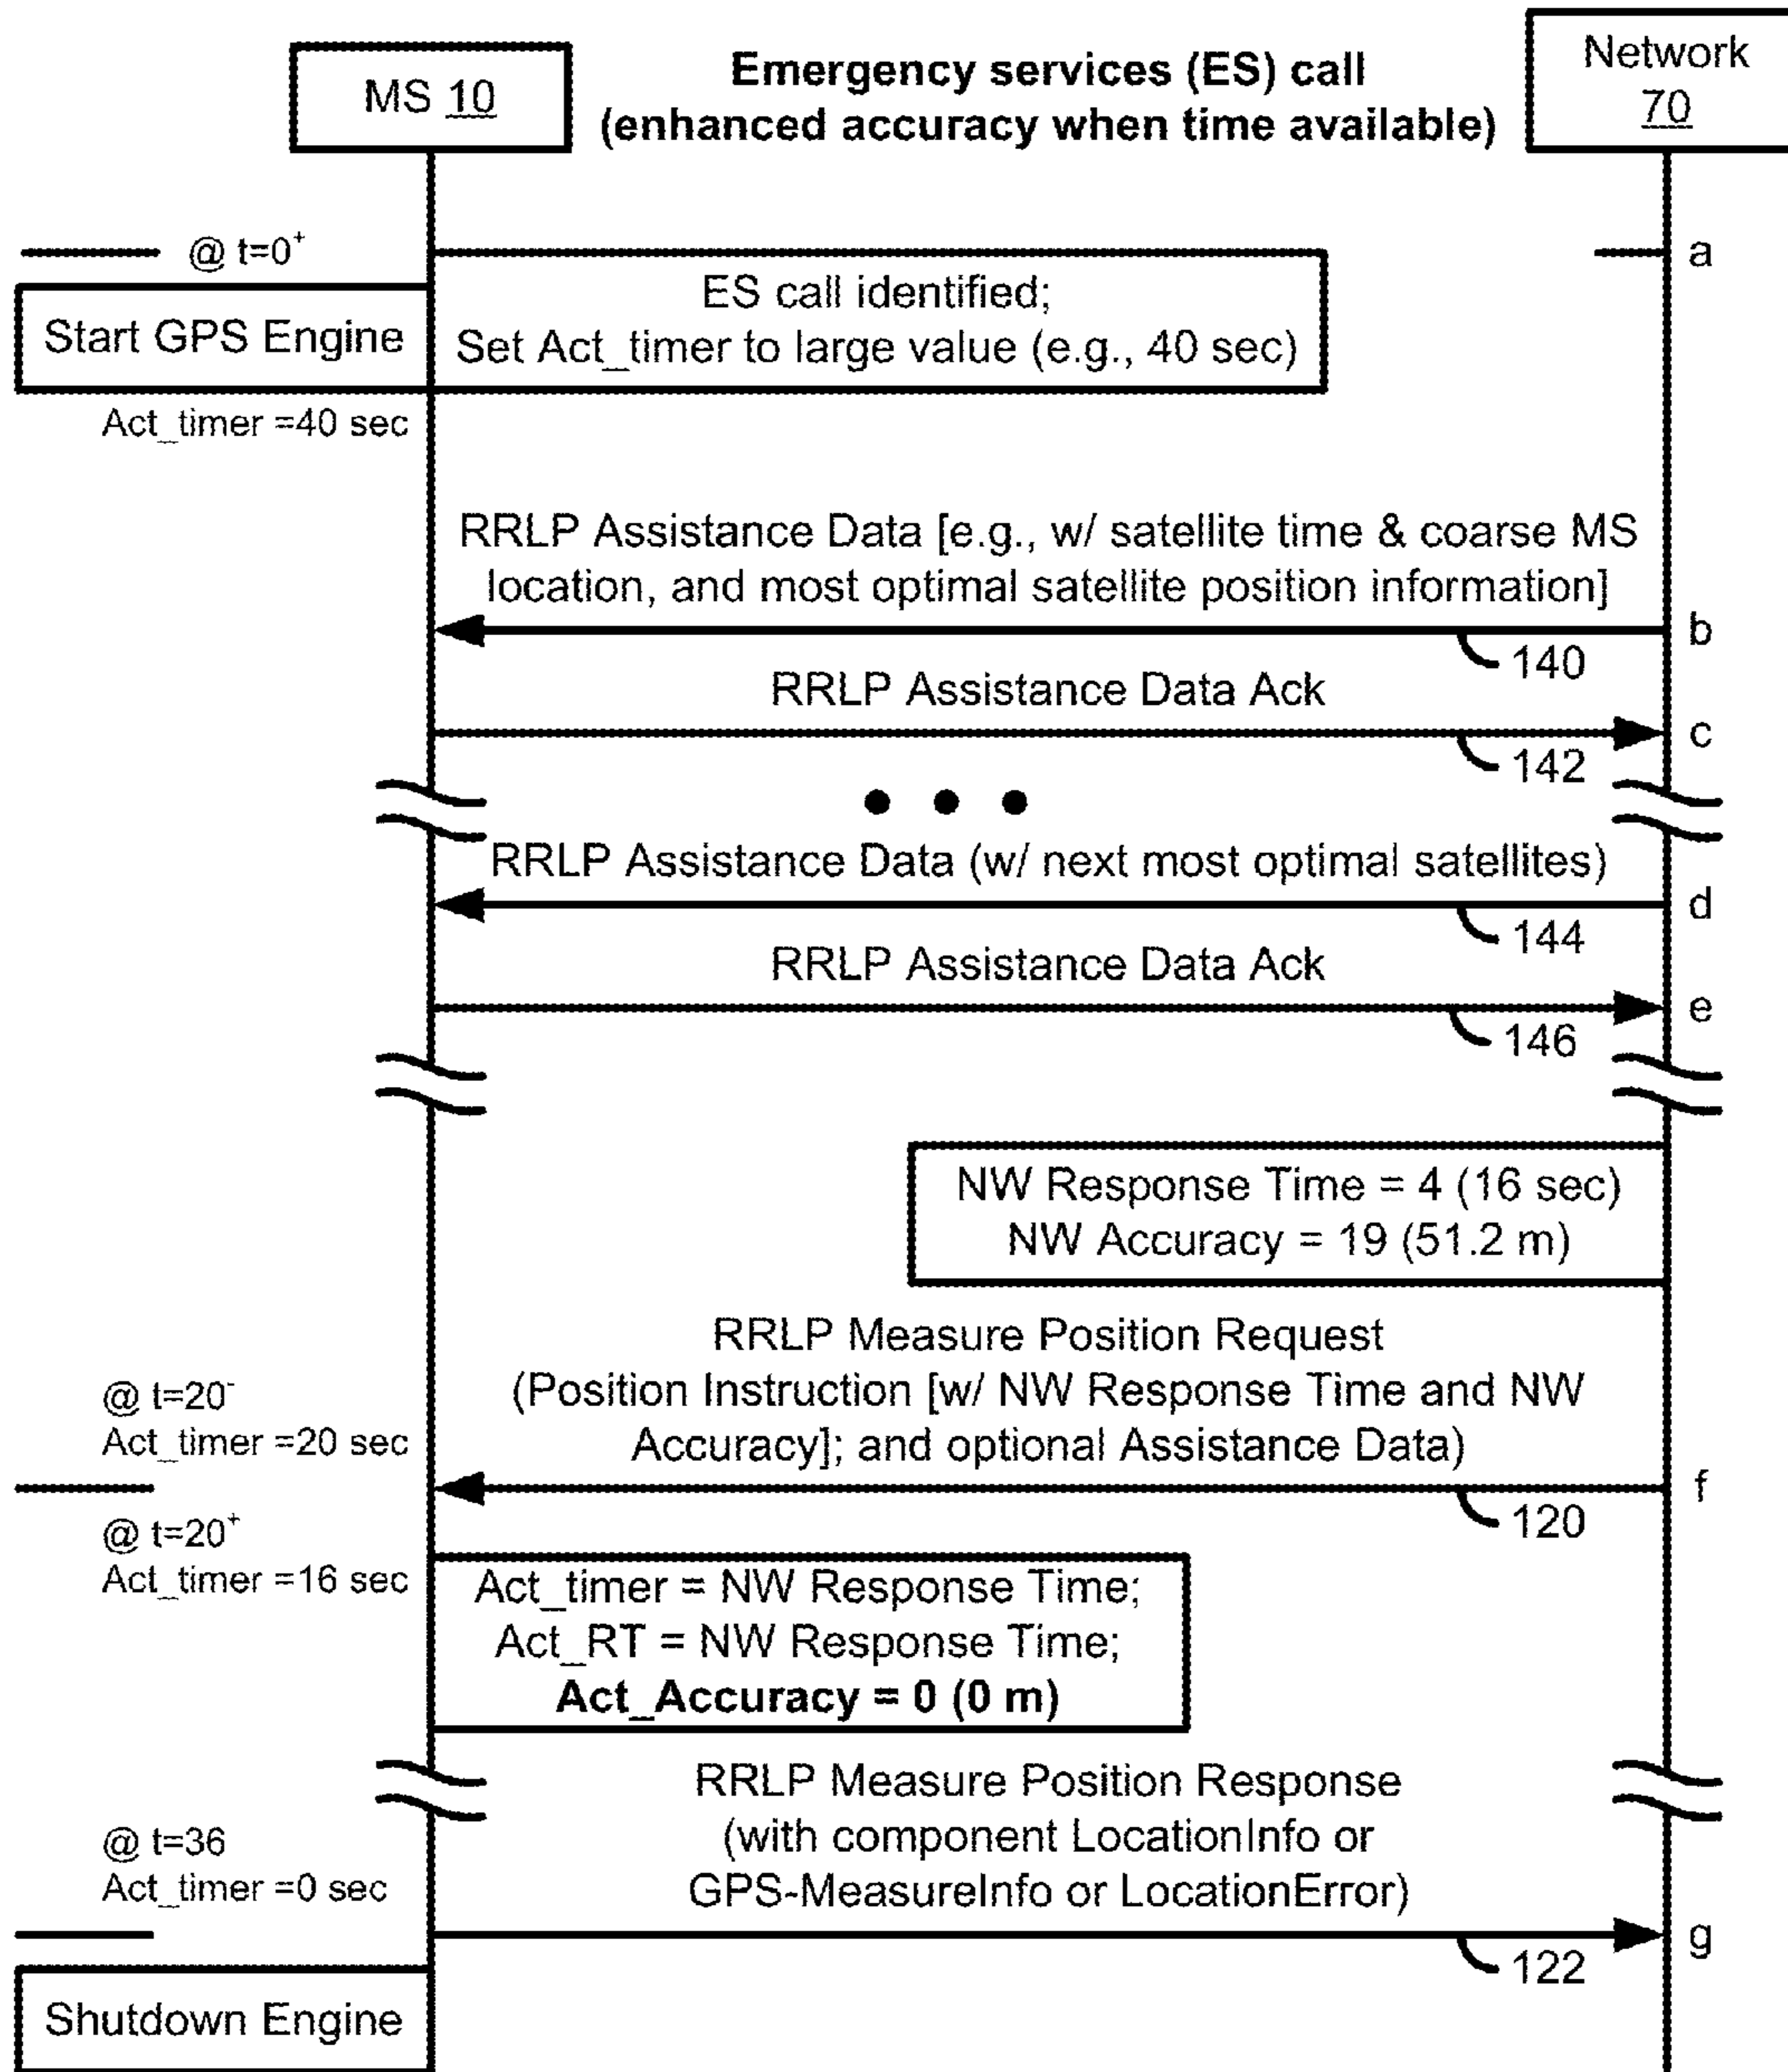 Emergency services (ES) call
(enhanced accuracy when time available)
MS 10
Network
70
@ t=0+
a
Start GPS Engine
ES call identified;
Set Act_timer to large value (e.g., 40 sec)
Act_timer =40 sec
RRLP Assistance Data [e.g., w/ satellite time & coarse MS
location, and most optimal satellite position information]
b
140
RRLP Assistance Data Ack
c
142
• • •
RRLP Assistance Data (w/ next most optimal satellites)
d
144
RRLP Assistance Data Ack
e
146
NW Response Time = 4 (16 sec)
NW Accuracy = 19 (51.2 m)
RRLP Measure Position Request
(Position Instruction [w/ NW Response Time and NW
Accuracy]; and optional Assistance Data)
@ t=20-
Act_timer =20 sec
f
120
@ t=20+
Act_timer =16 sec
Act_timer = NW Response Time;
Act_RT = NW Response Time;
Act_Accuracy = 0 (0 m)
RRLP Measure Position Response
(with component LocationInfo or
GPS-MeasureInfo or LocationError)
@ t=36
Act_timer =0 sec
g
122
Shutdown Engine